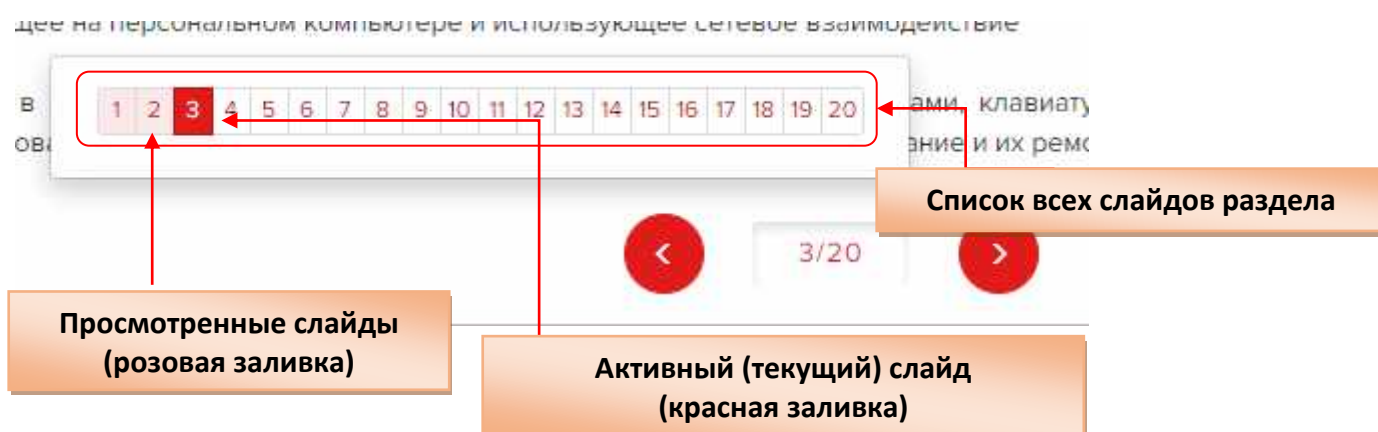 щее на персональном компьютере и использующее сетевое взаимодействие
1 2 3 4 5 6 7 8 9 10 11 12 13 14 15 16 17 18 19 20
в ами, клавиату
ова ание и их ремо
Список всех слайдов раздела
< 3/20 >
Просмотренные слайды
(розовая заливка)
Активный (текущий) слайд
(красная заливка)